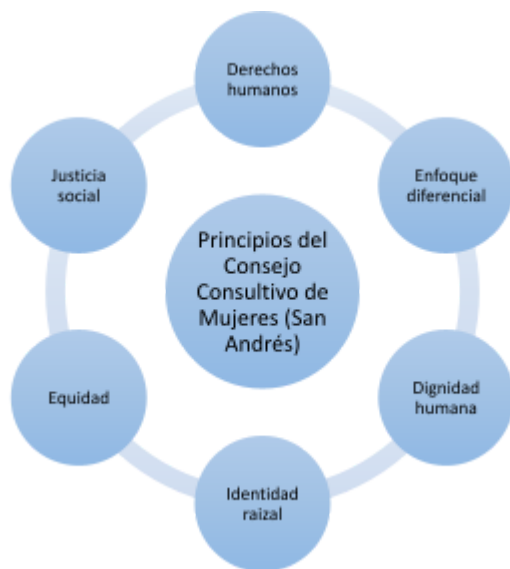 Derechos
humanos
Enfoque
diferencial
Dignidad
humana
Identidad
raizal
Equidad
Justicia
social
Principios del
Consejo
Consultivo de
Mujeres (San
Andrés)